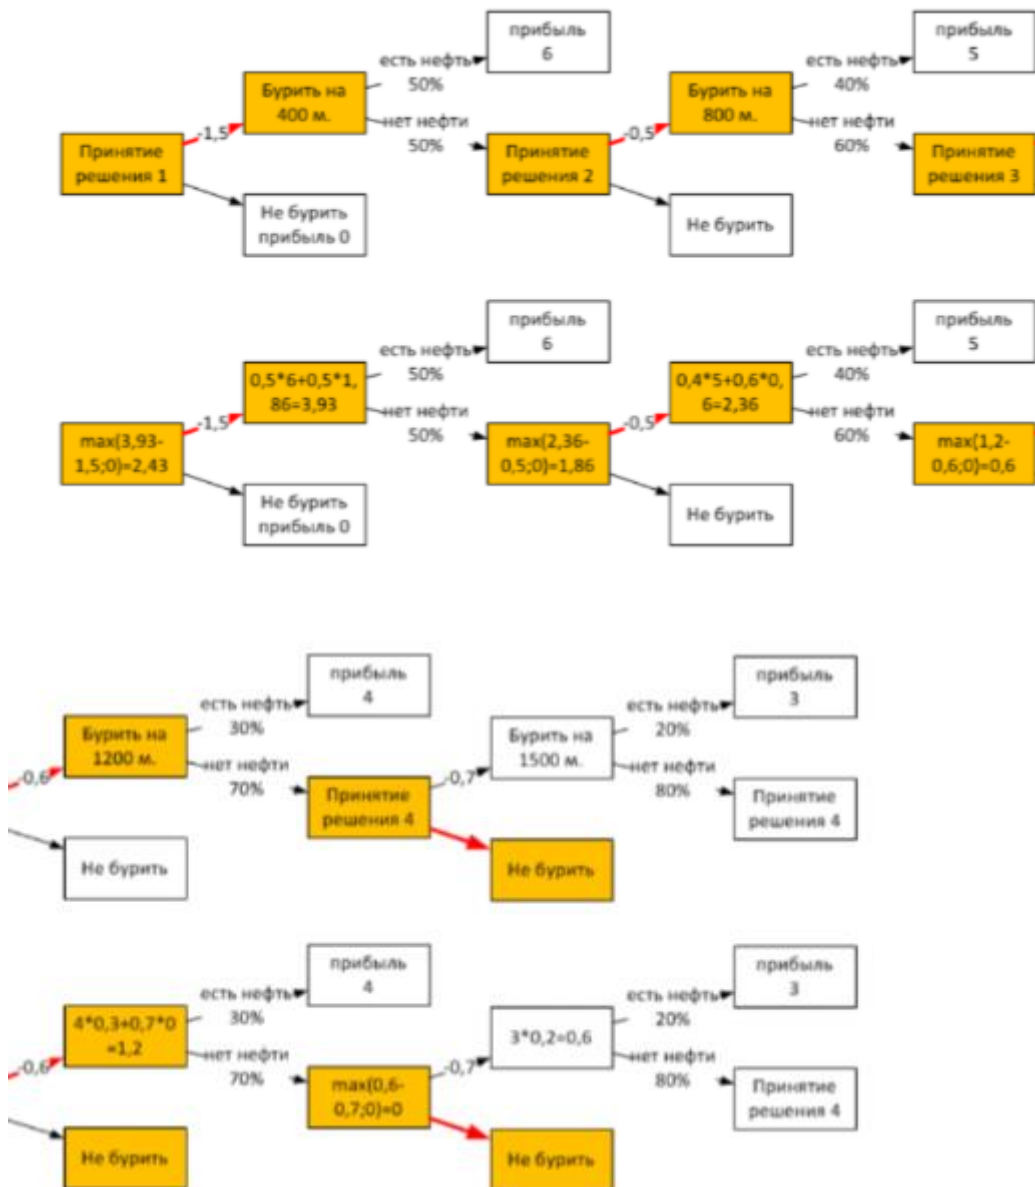 прибыль
6
есть нефть
50%
Бурить на
400 м.
-1,5
нет нефти
50%
Принятие
решения 1
Не бурить
прибыль 0
прибыль
5
есть нефть
40%
Бурить на
800 м.
-0,5
нет нефти
60%
Принятие
решения 2
Не бурить
Принятие
решения 3
прибыль
6
есть нефть
50%
0,5*6+0,5*1,
86=3,93
-1,5
нет нефти
50%
max(3,93-
1,5;0)=2,43
Не бурить
прибыль 0
прибыль
5
есть нефть
40%
0,4*5+0,6*0,
6=2,36
-0,5
нет нефти
60%
max(2,36-
0,5;0)=1,86
Не бурить
max(1,2-
0,6;0)=0,6
прибыль
4
есть нефть
30%
Бурить на
1200 м.
-0,6
нет нефти
70%
Не бурить
прибыль
3
есть нефть
20%
Бурить на
1500 м.
-0,7
нет нефти
80%
Принятие
решения 4
Принятие
решения 4
Не бурить
прибыль
4
есть нефть
30%
4*0,3+0,7*0
=1,2
-0,6
нет нефти
70%
Не бурить
прибыль
3
есть нефть
20%
3*0,2=0,6
-0,7
нет нефти
80%
max(0,6-
0,7;0)=0
Принятие
решения 4
Не бурить